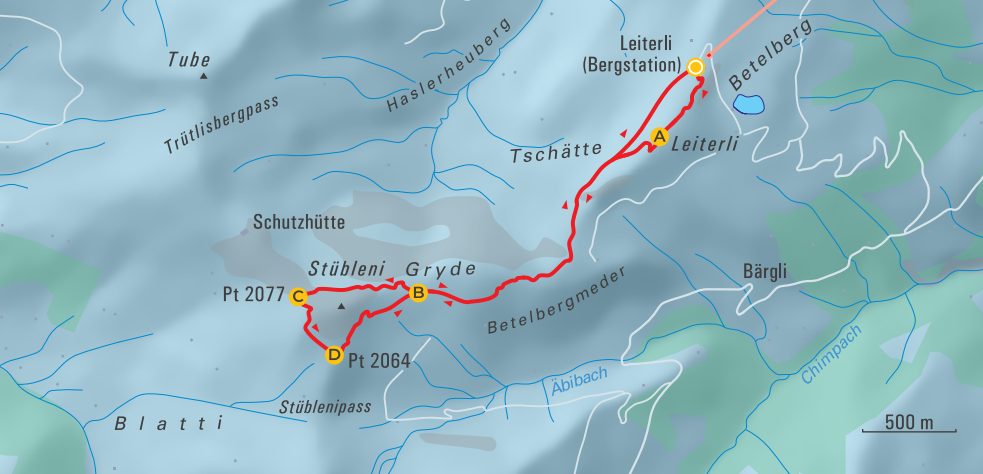 Leiterli
(Bergstation)
Betelberg
Haslerheuberg
Tube
Trütlisbergpass
A
Leiterli
Tschätte
Schutzhütte
Stübleni Gryde
Bärgli
Pt 2077
C
B
Betelbergmeder
D
Pt 2064
Äbibach
Chimpach
Stüblenipass
Blatti
500 m